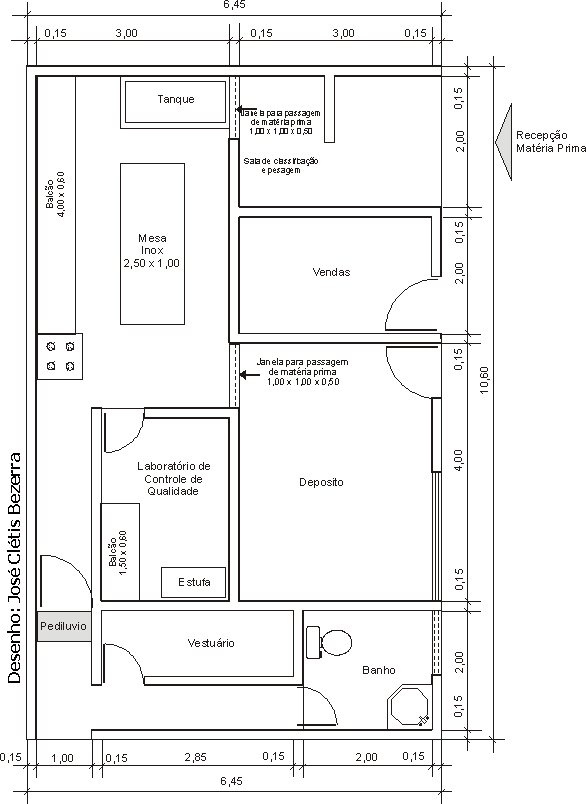 6,45
0,15
3,00
0,15
3,00
0,15
Tanque
Janela para passagem
de matéria prima
1,00 x 1,00 x 0,50
Sala de classificação
e pesagem
0,15
2,00
Recepção
Matéria Prima
Balcão
4,00 x 0,60
Mesa
Inox
2,50 x 1,00
Vendas
0,15
2,00
Janela para passagem
de matéria prima
1,00 x 1,00 x 0,50
0,15
10,60
Laboratório de
Controle de
Qualidade
Deposito
4,00
Balcão
1,50 x 0,60
Estufa
0,15
Desenho: José Clétis Bezerra
Pediluvio
Vestuário
Banho
2,00
0,15
0,15
1,00
0,15
2,85
0,15
2,00
0,15
6,45